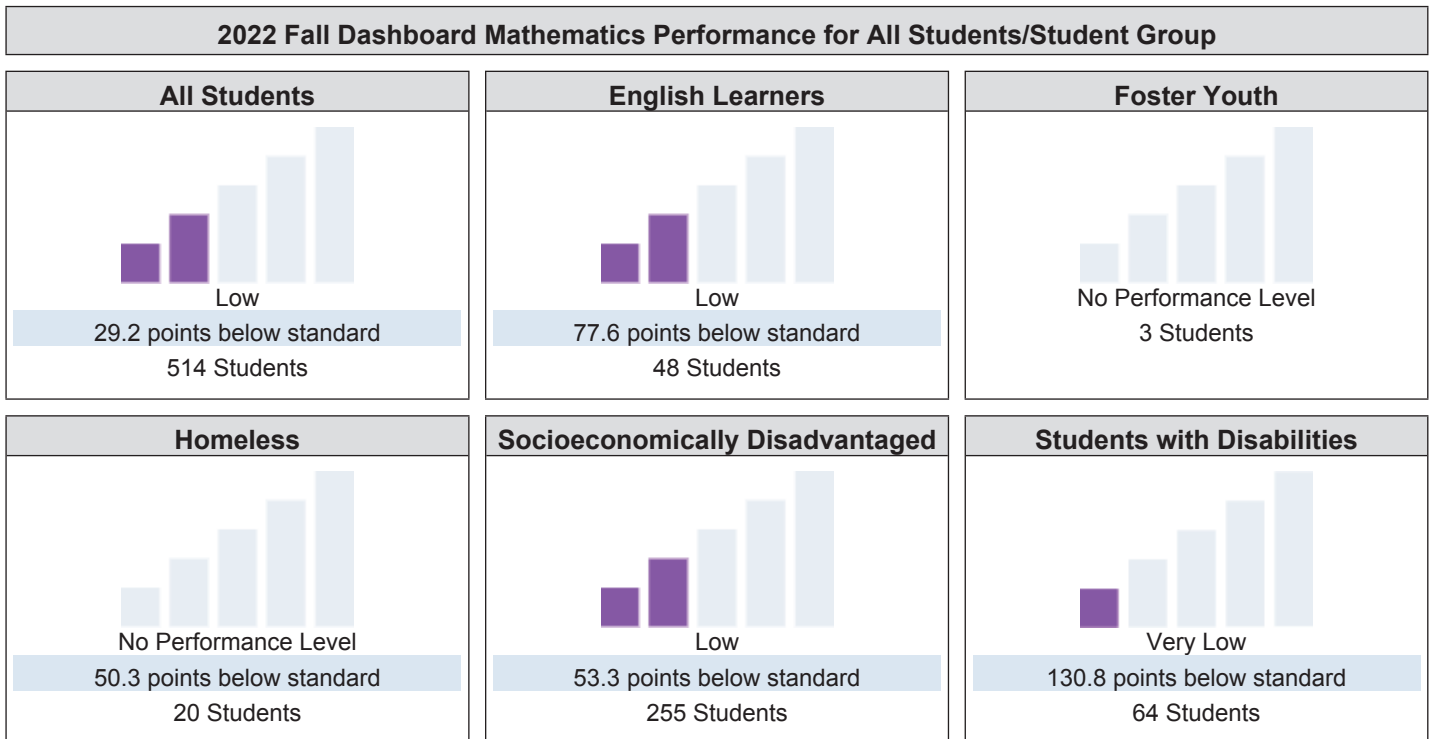 2022 Fall Dashboard Mathematics Performance for All Students/Student Group
All Students
Low
29.2 points below standard
514 Students
English Learners
Low
77.6 points below standard
48 Students
Foster Youth
No Performance Level
3 Students
Homeless
No Performance Level
50.3 points below standard
20 Students
Socioeconomically Disadvantaged
Low
53.3 points below standard
255 Students
Students with Disabilities
Very Low
130.8 points below standard
64 Students